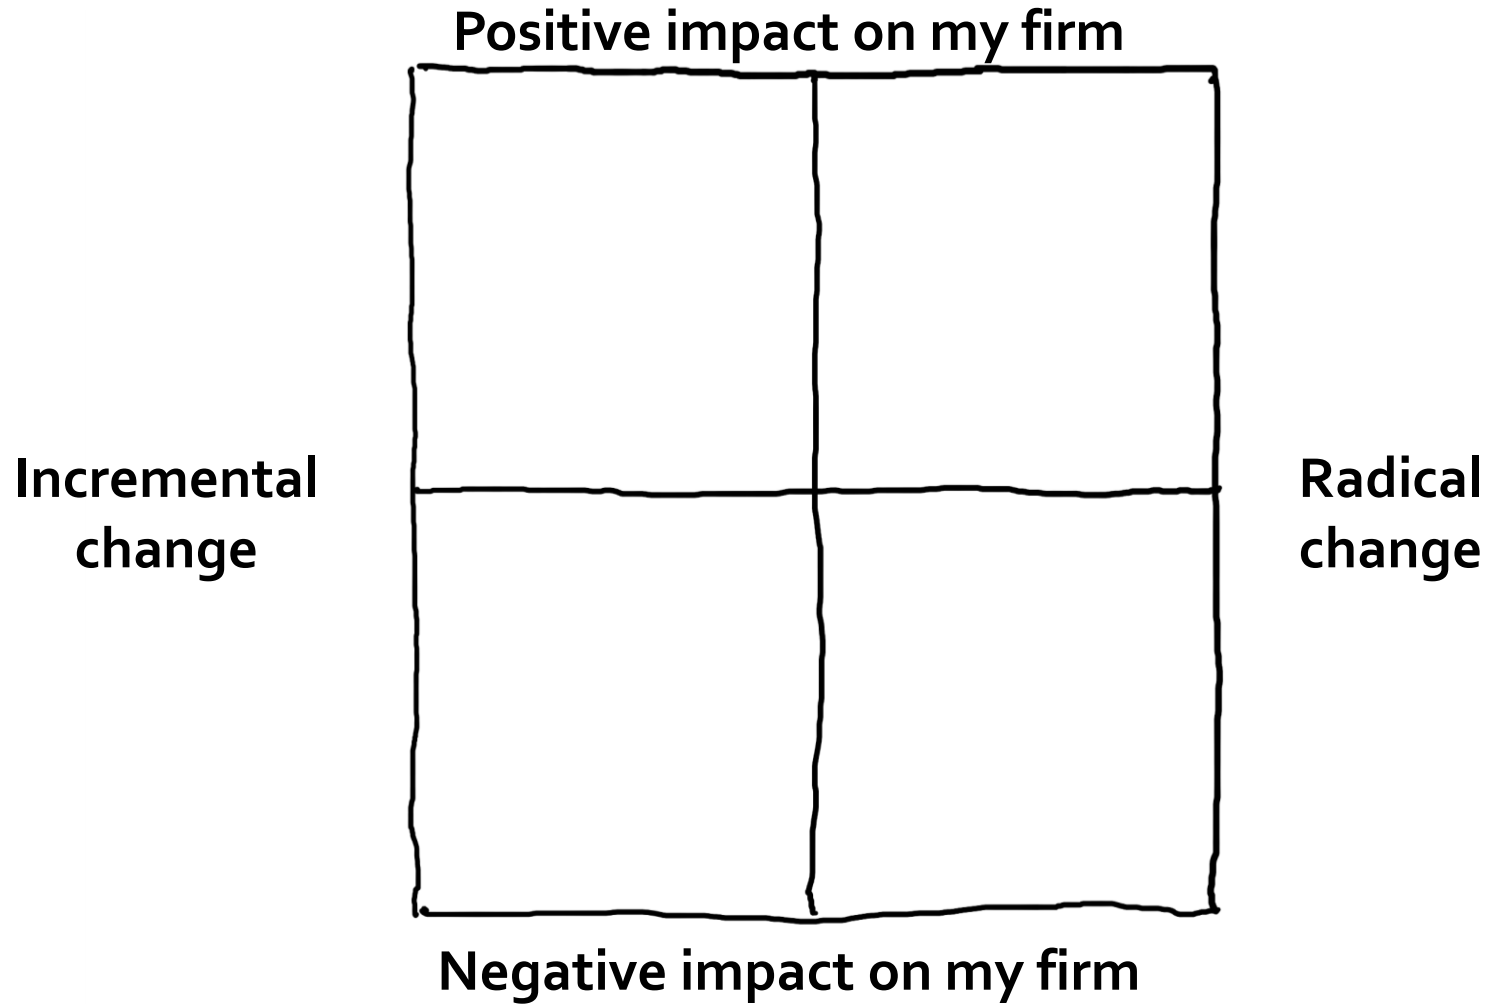 Positive impact on my firm
Incremental
change
Radical
change
Negative impact on my firm